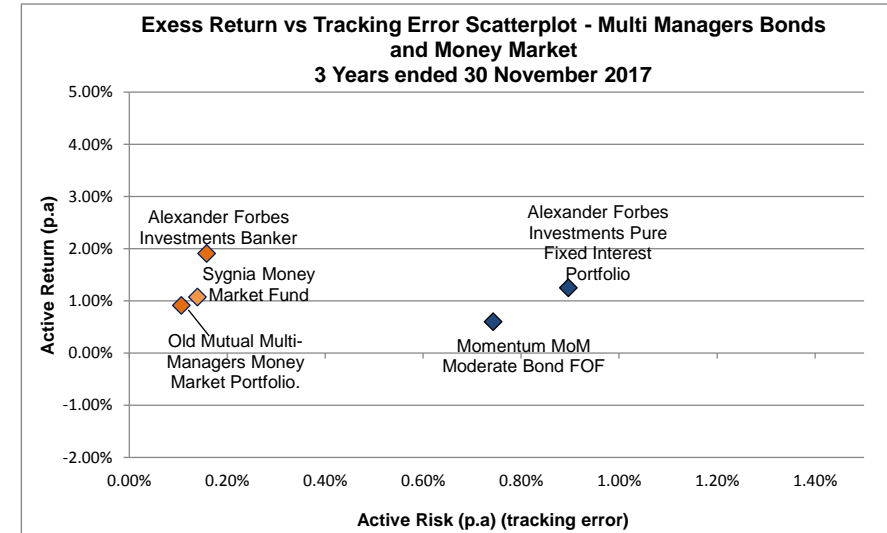 Exess Return vs Tracking Error Scatterplot - Multi Managers Bonds
and Money Market
3 Years ended 30 November 2017
Active Return (p.a)
5.00%
4.00%
3.00%
2.00%
1.00%
0.00%
-1.00%
-2.00%
Alexander Forbes
Investments Banker
Sygnia Money
Market Fund
Old Mutual Multi-
Managers Money
Market Portfolio.
Alexander Forbes
Investments Pure
Fixed Interest
Portfolio
Momentum MoM
Moderate Bond FOF
0.00% 0.20% 0.40% 0.60% 0.80% 1.00% 1.20% 1.40%
Active Risk (p.a) (tracking error)